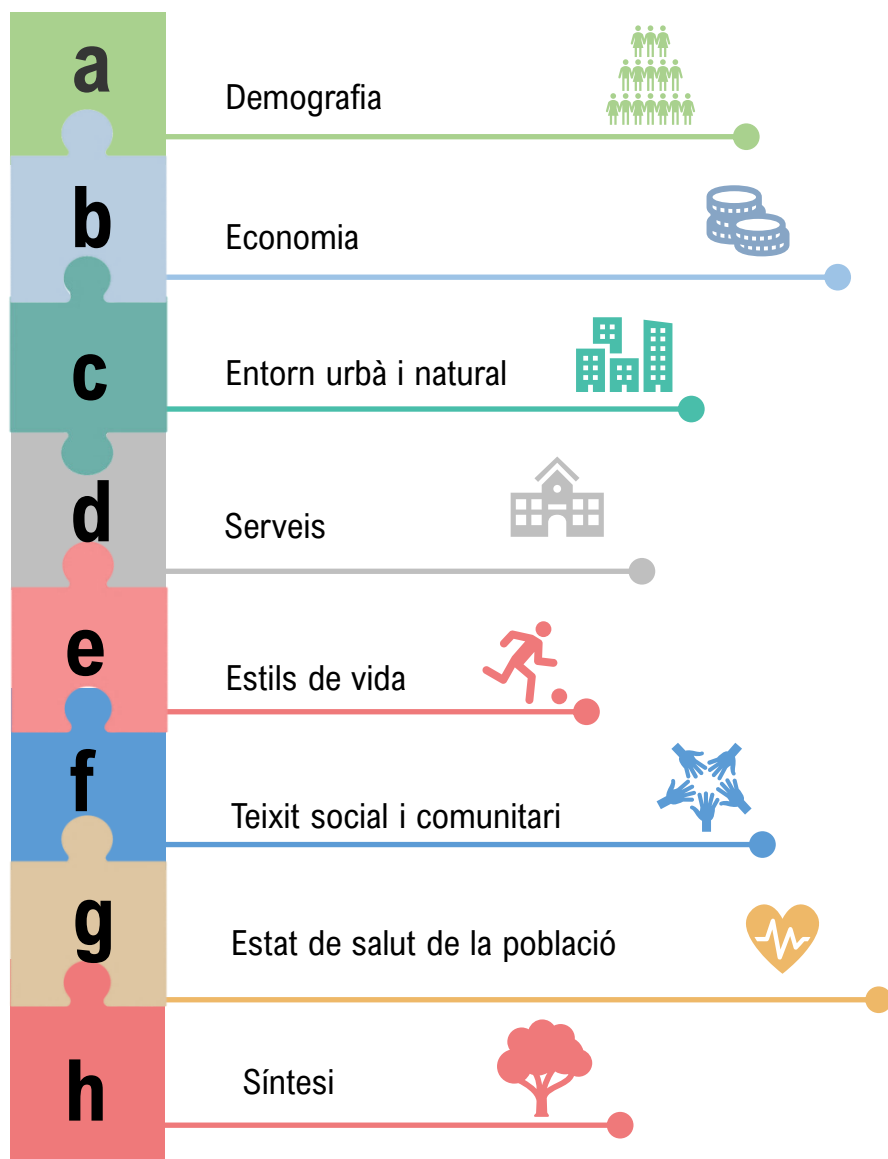 a
Demografia
b
Economia
c
Entorn urbà i natural
d
Serveis
e
Estils de vida
f
Teixit social i comunitari
g
Estat de salut de la població
h
Síntesi